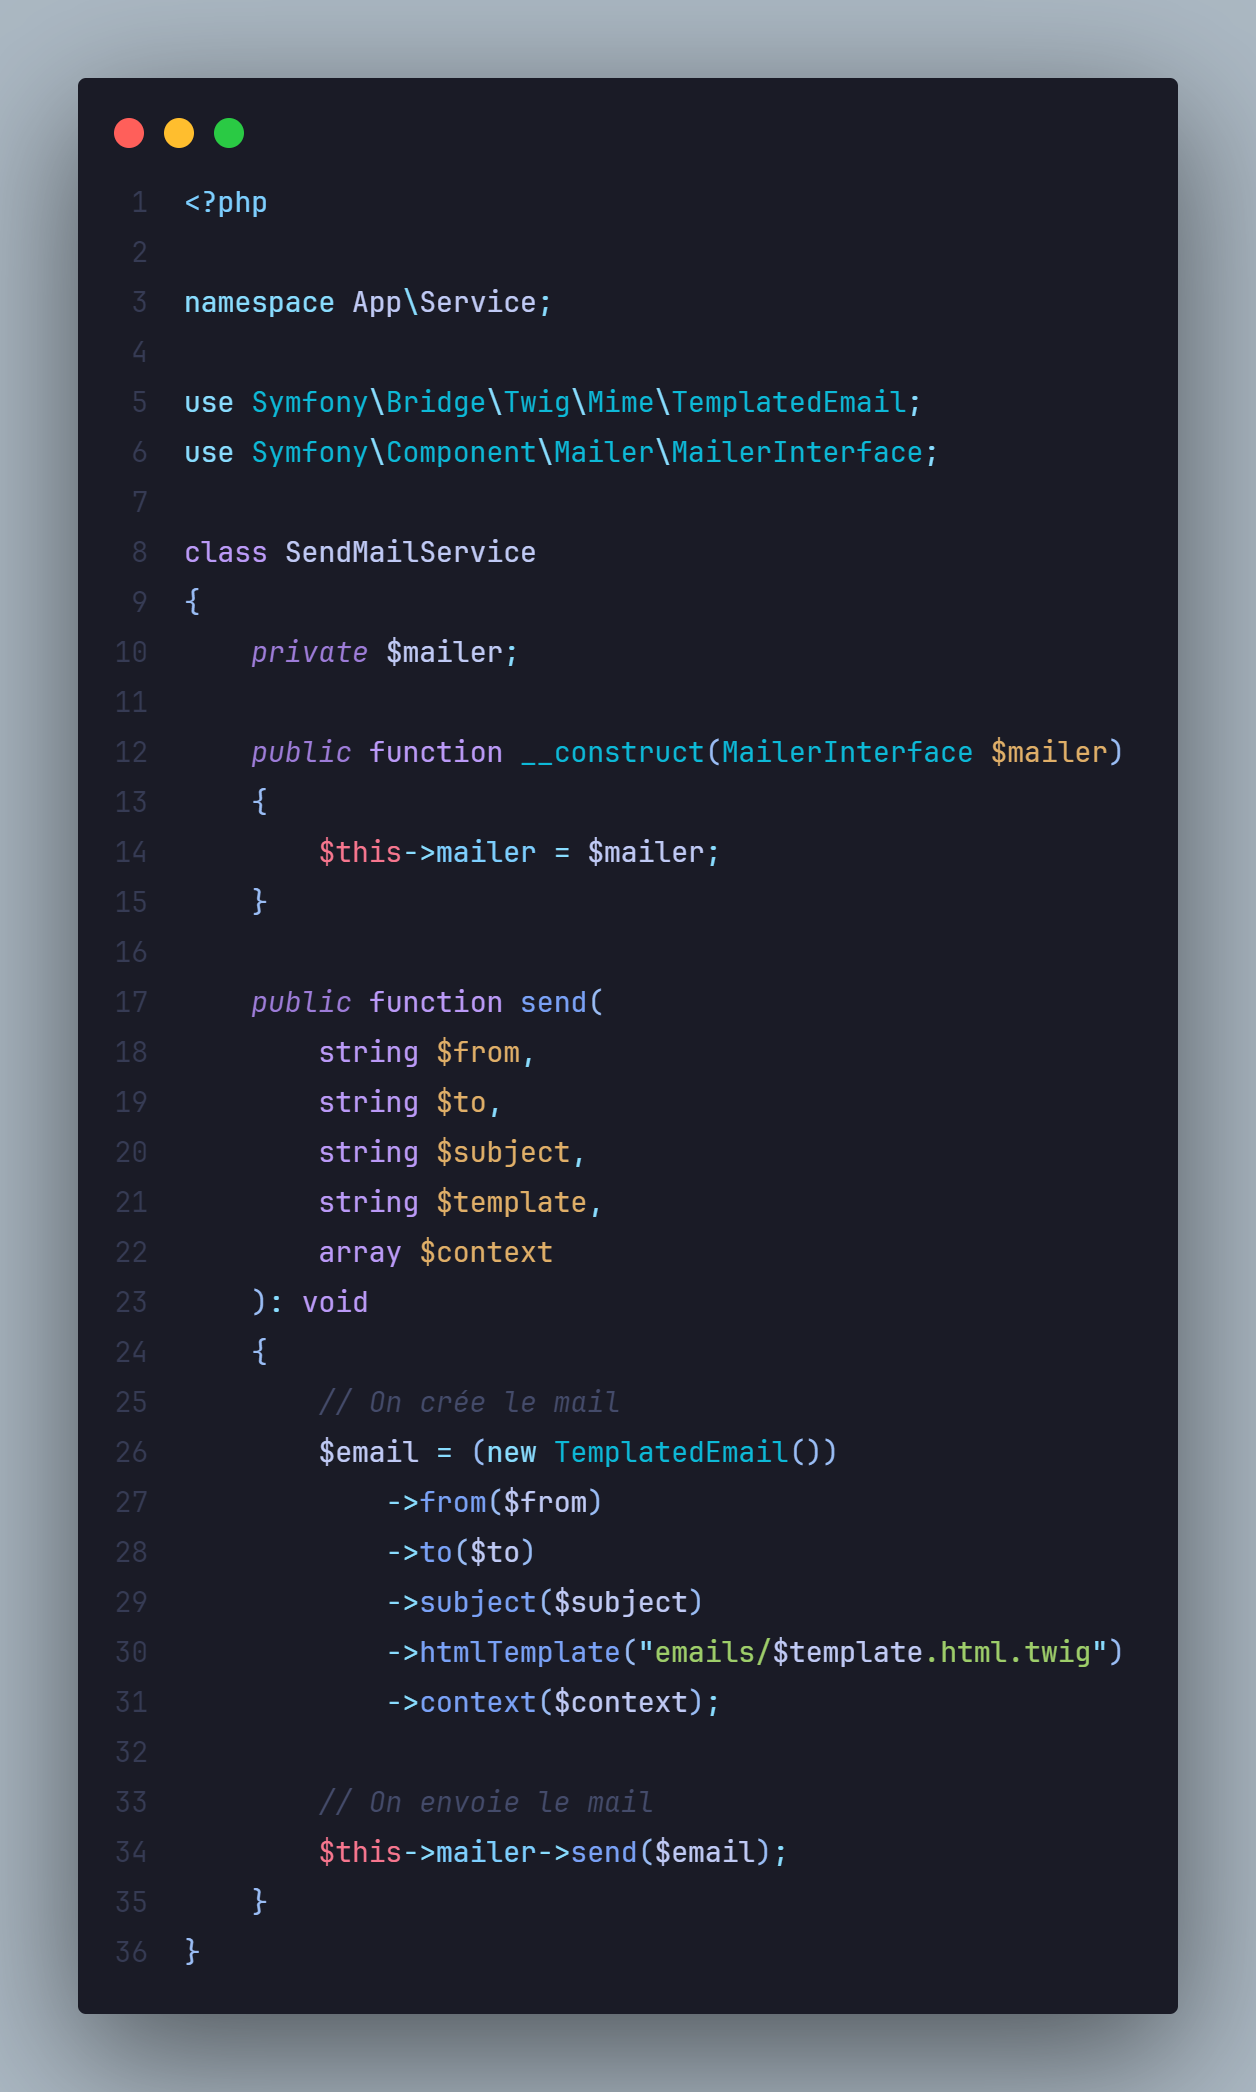 1 <?php
2
3 namespace App\Service;
4
5 use Symfony\Bridge\Twig\Mime\TemplatedEmail;
6 use Symfony\Component\Mailer\MailerInterface;
7
8 class SendMailService
9 {
10     private $mailer;
11
12     public function __construct(MailerInterface $mailer)
13     {
14         $this->mailer = $mailer;
15     }
16
17     public function send(
18         string $from,
19         string $to,
20         string $subject,
21         string $template,
22         array $context
23     ): void
24     {
25         // On crée le mail
26         $email = (new TemplatedEmail())
27             ->from($from)
28             ->to($to)
29             ->subject($subject)
30             ->htmlTemplate("emails/$template.html.twig")
31             ->context($context);
32
33         // On envoie le mail
34         $this->mailer->send($email);
35     }
36 }